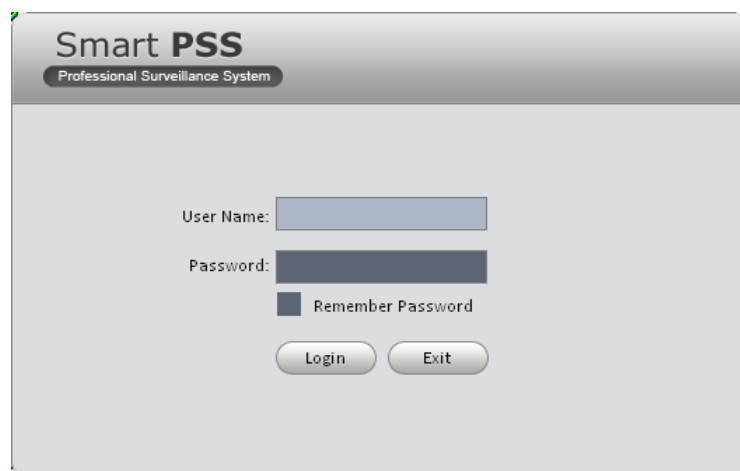 Smart PSS
Professional Surveillance System
User Name:
Password:
Remember Password
Login Exit